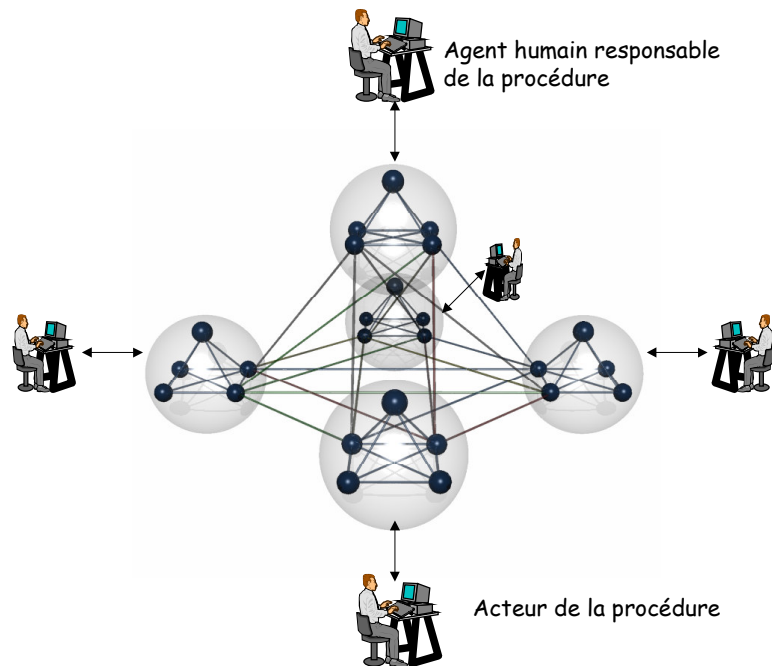 Agent humain responsable
de la procédure
Acteur de la procédure